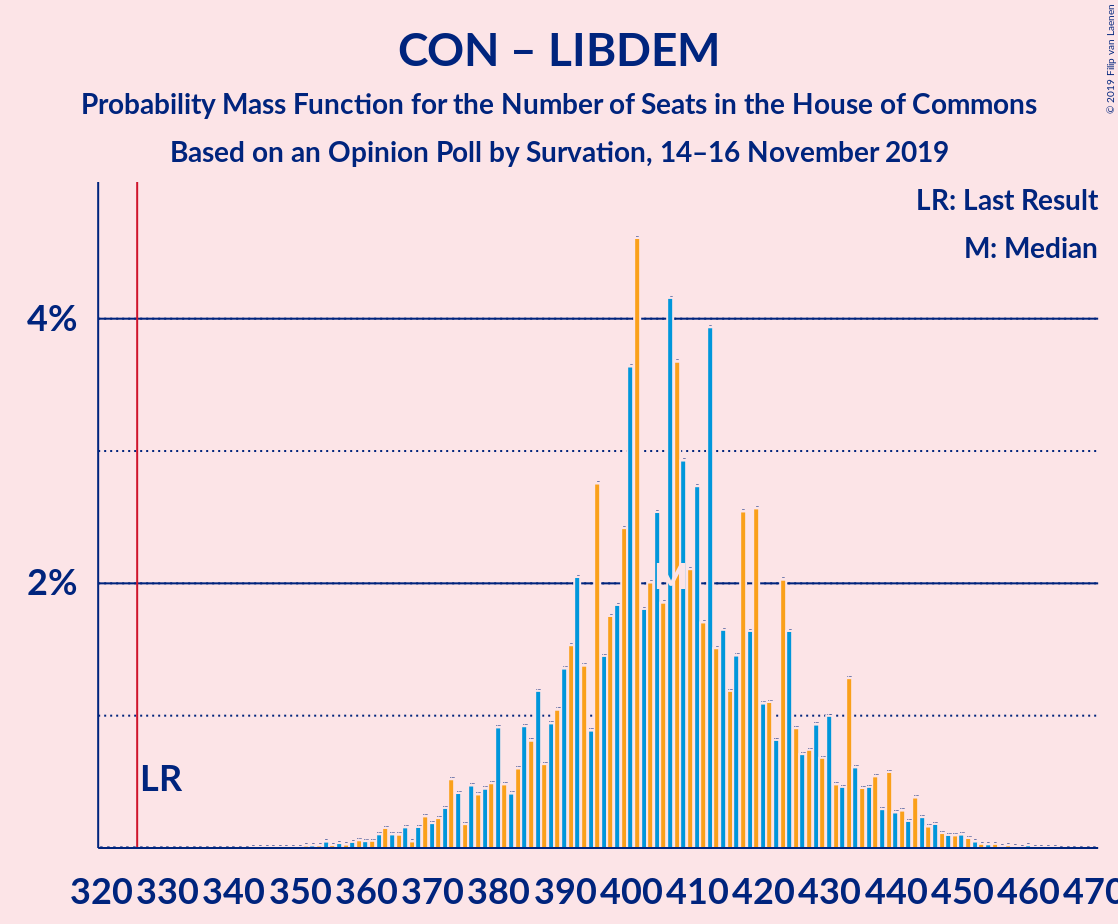 CON – LIBDEM
Probability Mass Function for the Number of Seats in the House of Commons
Based on an Opinion Poll by Survation, 14–16 November 2019
© 2019 Filip van Laenen
LR: Last Result
M: Median
4%
2%
M
LR
320 330 340 350 360 370 380 390 400 410 420 430 440 450 460 470